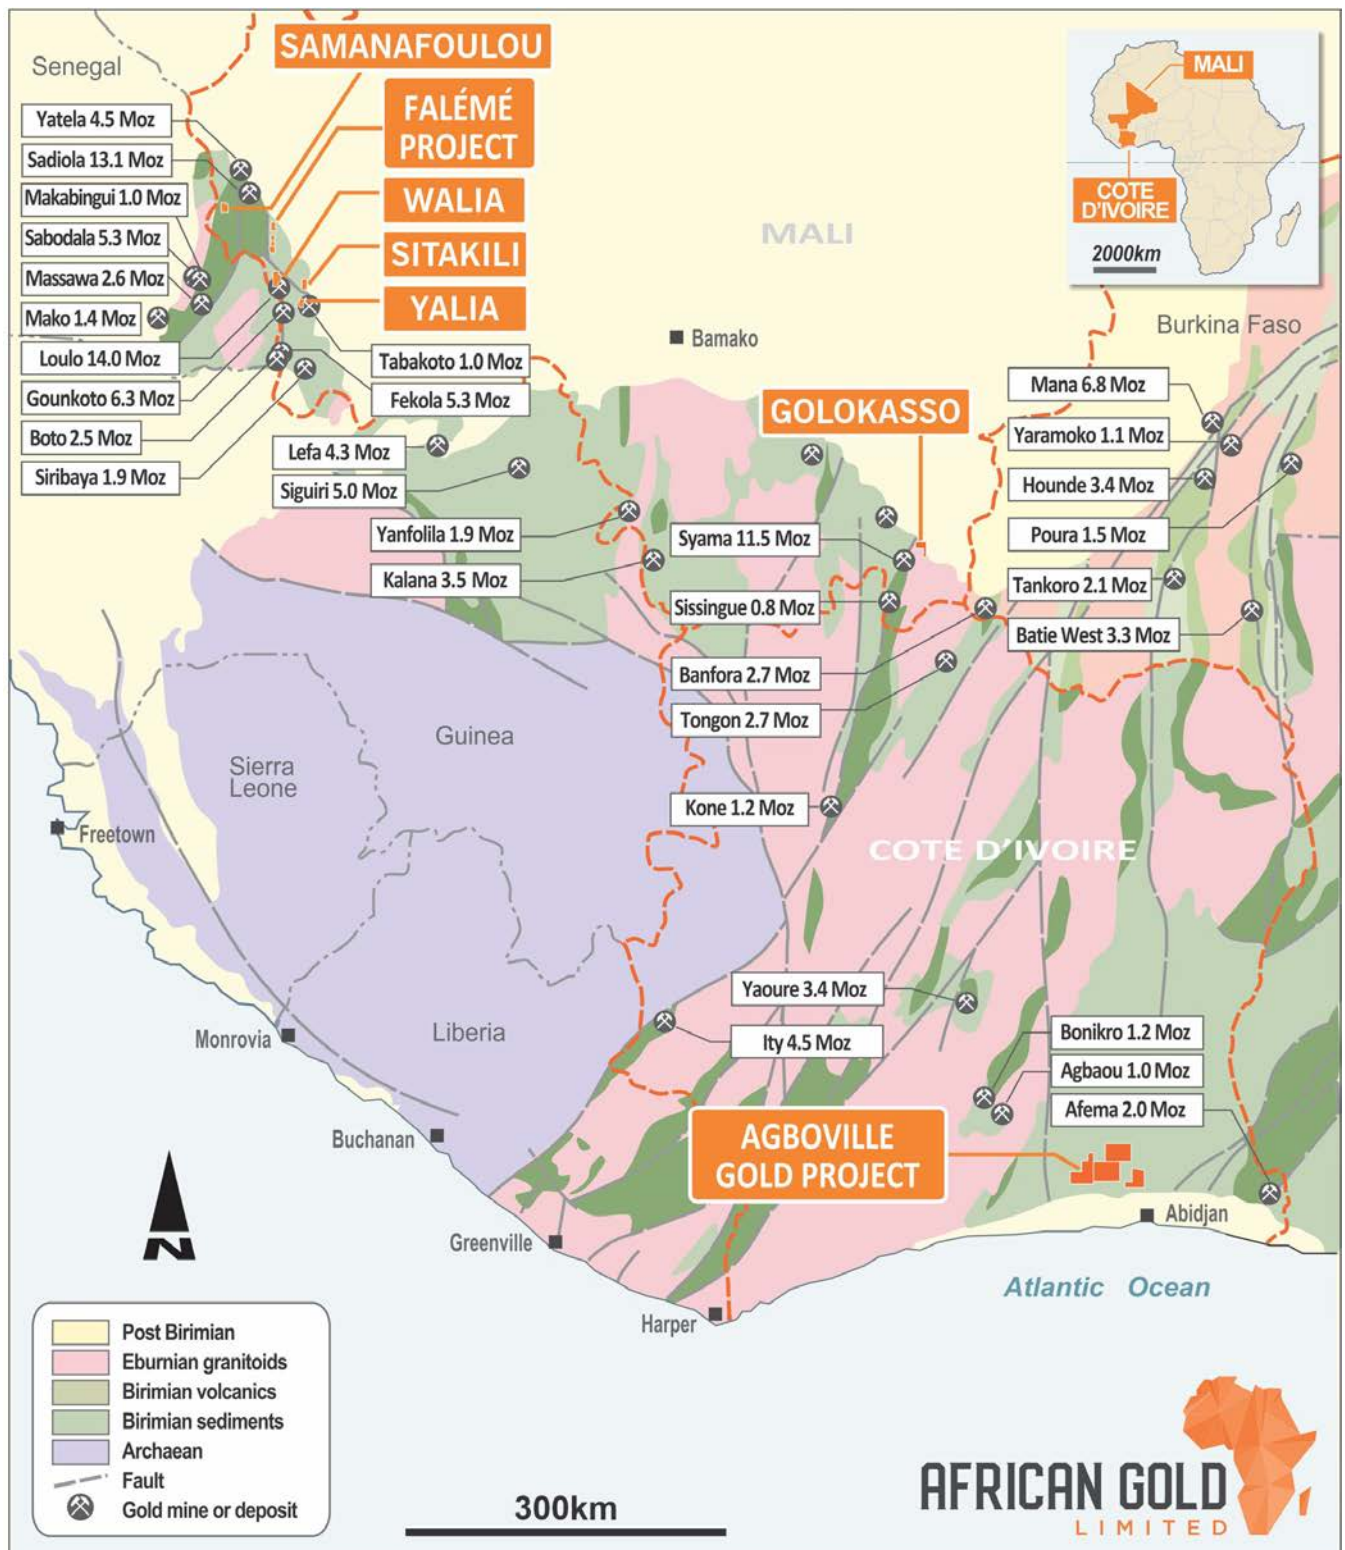 SAMANAFOULOU
Senegal
FALÉMÉ
PROJECT
WALIA
SITAKILI
YALIA
Yatela 4.5 Moz
Sadiola 13.1 Moz
Makabingui 1.0 Moz
Sabodala 5.3 Moz
Massawa 2.6 Moz
Mako 1.4 Moz
Loulo 14.0 Moz
Gounkoto 6.3 Moz
Boto 2.5 Moz
Siribaya 1.9 Moz
Tabakoto 1.0 Moz
Fekola 5.3 Moz
MALI
Bamako
MALI
COTE
D'IVOIRE
2000km
Burkina Faso
GOLOKASSO
Lefa 4.3 Moz
Siguiri 5.0 Moz
Yanfolila 1.9 Moz
Kalana 3.5 Moz
Syama 11.5 Moz
Sissingue 0.8 Moz
Banfora 2.7 Moz
Tongon 2.7 Moz
Kone 1.2 Moz
Mana 6.8 Moz
Yaramoko 1.1 Moz
Hounde 3.4 Moz
Poura 1.5 Moz
Tankoro 2.1 Moz
Batie West 3.3 Moz
Guinea
Sierra
Leone
Freetown
COTE D'IVOIRE
Yaoure 3.4 Moz
Ity 4.5 Moz
Bonikro 1.2 Moz
Agbaou 1.0 Moz
Afema 2.0 Moz
Monrovia
Liberia
Buchanan
AGBOVILLE
GOLD PROJECT
Abidjan
Greenville
Harper
Atlantic Ocean
N
Post Birimian
Eburnian granitoids
Birimian volcanics
Birimian sediments
Archaean
Fault
Gold mine or deposit
300km
AFRICAN GOLD
LIMITED